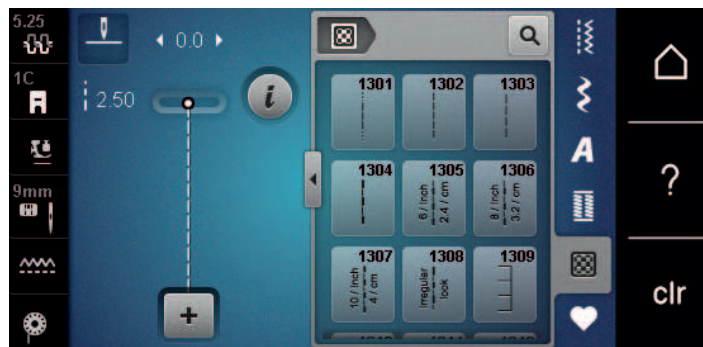 5.25
0.0
1C
2.50
9mm
1301
1302
1303
1304
1305
6 / Inch
2.4 / cm
1306
8 / Inch
3.2 / cm
1307
10 / Inch
4 / cm
1308
Irregular
look
1309
A
?
clr
i
+